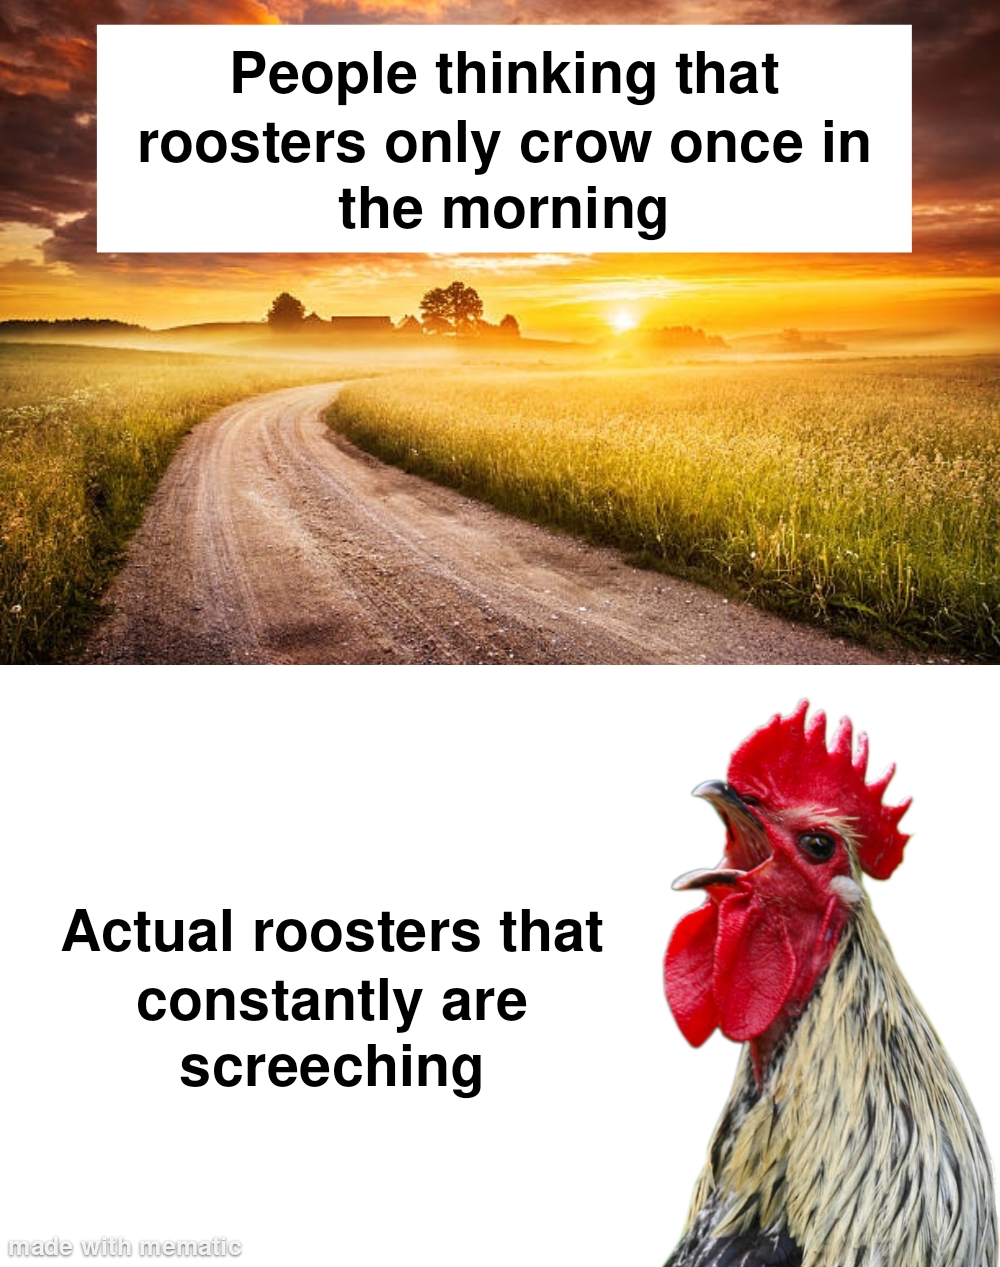 People thinking that
roosters only crow once in
the morning
Actual roosters that
constantly are
screeching
made with mematic